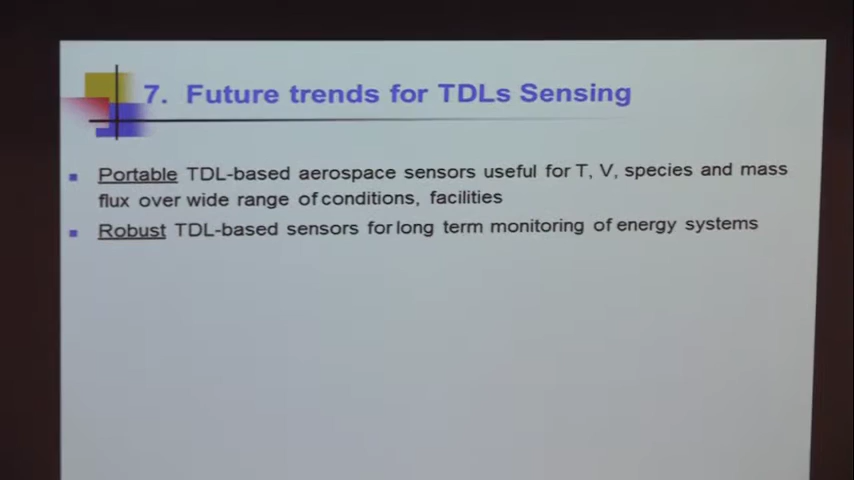 7. Future trends for TDLs Sensing
Portable TDL-based aerospace sensors useful for T, V, species and mass
flux over wide range of conditions, facilities
Robust TDL-based sensors for long term monitoring of energy systems